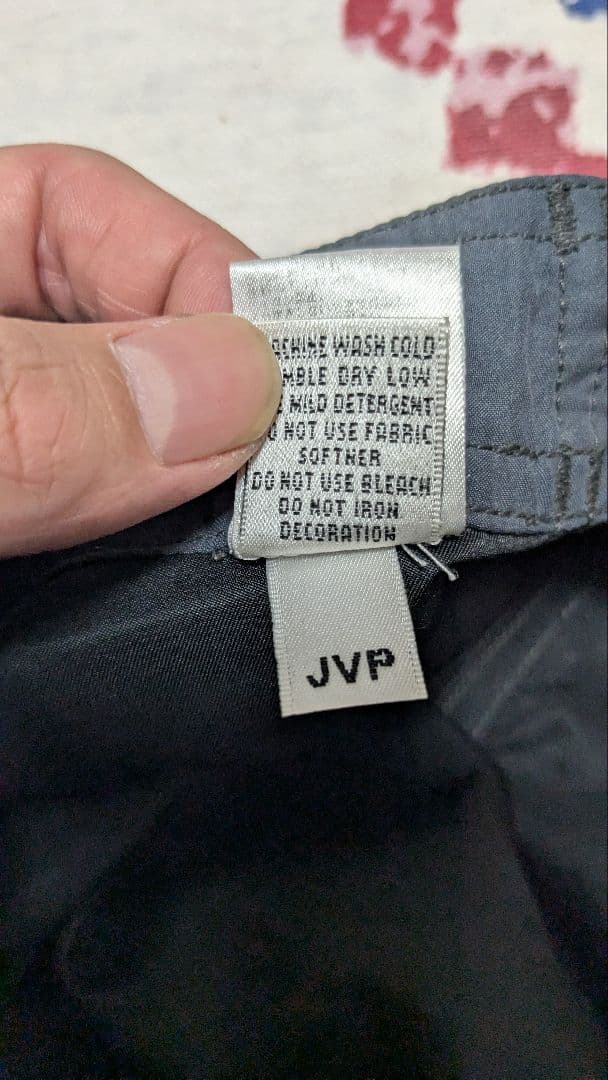 WASH COLD
DRY LOW
MILD DETERGENT
NOT USE FABRIC
SOFTNER
DO NOT USE BLEACH
DO NOT IRON
DECORATION
JVP